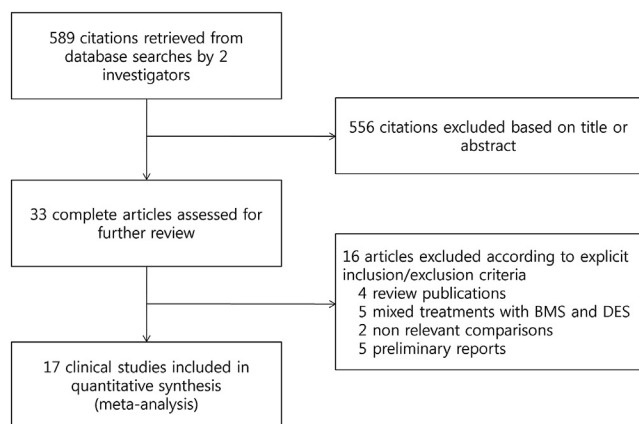 589 citations retrieved from
database searches by 2
investigators
556 citations excluded based on title or
abstract
33 complete articles assessed for
further review
16 articles excluded according to explicit
inclusion/exclusion criteria
4 review publications
5 mixed treatments with BMS and DES
2 non relevant comparisons
5 preliminary reports
17 clinical studies included in
quantitative synthesis
(meta-analysis)